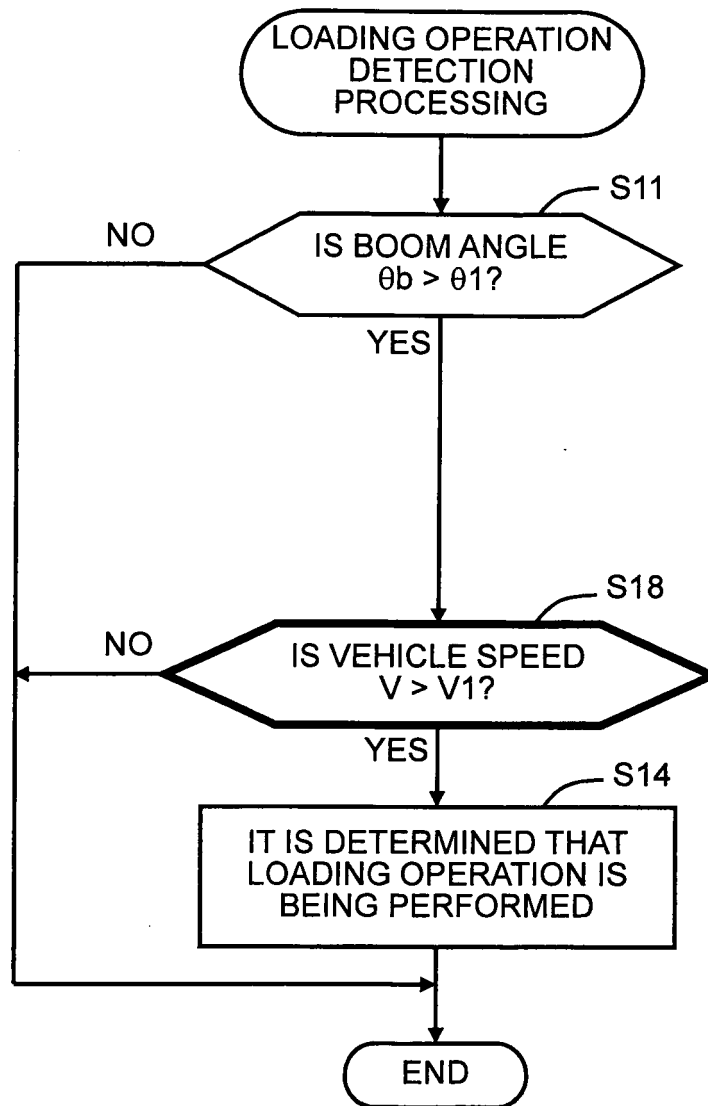 LOADING OPERATION
DETECTION
PROCESSING
S11
NO
IS BOOM ANGLE
θb > θ1?
YES
S18
NO
IS VEHICLE SPEED
V > V1?
YES
S14
IT IS DETERMINED THAT
LOADING OPERATION IS
BEING PERFORMED
END